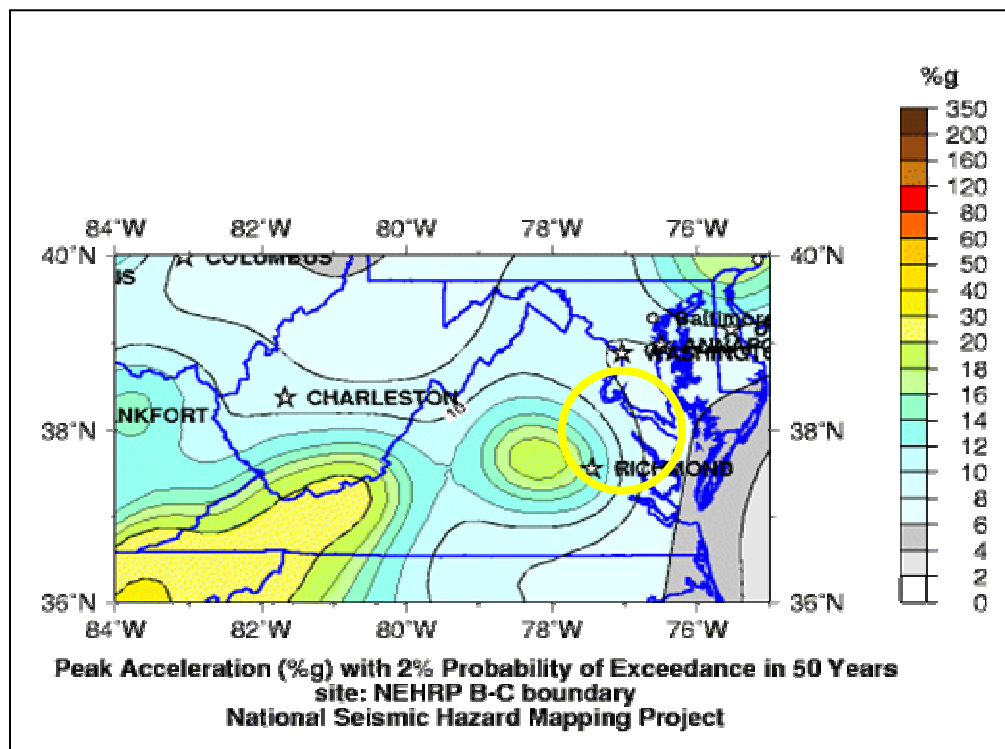 %g
350
200
160
120
80
60
50
40
30
20
18
16
14
12
10
8
6
4
2
0
84°W 82°W 80°W 78°W 76°W
40°N 40°N
COLUMBUS
Baltimore
WASHINGTON
CHARLESTON
10
NKFORT
38°N 38°N
RICHMOND
36°N 36°N
84°W 82°W 80°W 78°W 76°W
Peak Acceleration (%g) with 2% Probability of Exceedance in 50 Years
site: NEHRP B-C boundary
National Seismic Hazard Mapping Project